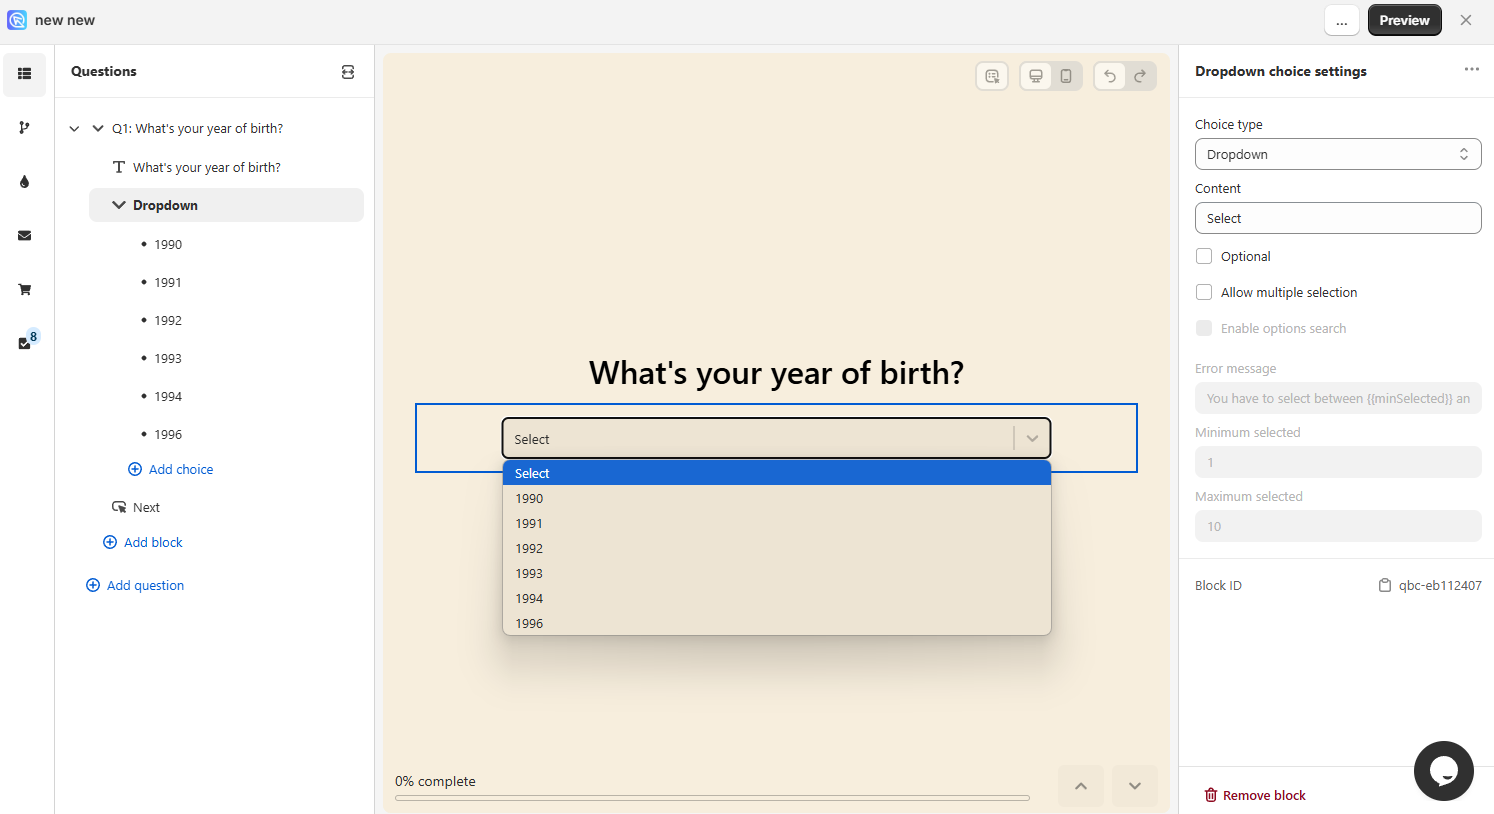 new new
...
Preview
Questions
Q1: What's your year of birth?
What's your year of birth?
Dropdown
1990
1991
1992
1993
1994
1996
Add choice
Next
Add block
Add question
8
What's your year of birth?
Select
Select
1990
1991
1992
1993
1994
1996
0% complete
Dropdown choice settings
Choice type
Dropdown
Content
Select
Optional
Allow multiple selection
Enable options search
Error message
You have to select between {{minSelected}} an
Minimum selected
1
Maximum selected
10
Block ID
qbc-eb112407
Remove block